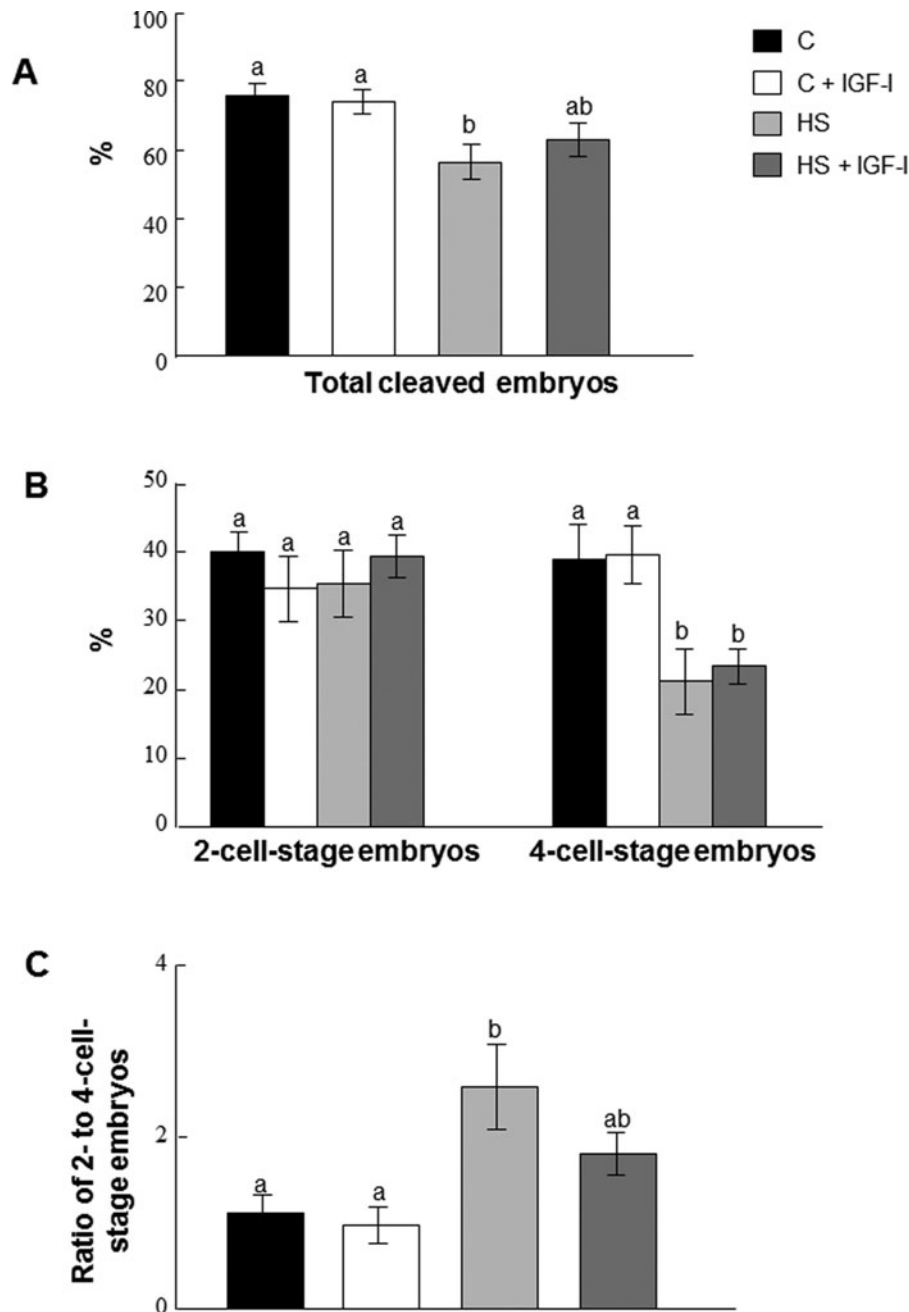 A
%
100
80
60
40
20
0
a
a
b
ab
Total cleaved embryos
C
C + IGF-I
HS
HS + IGF-I
B
%
50
40
30
20
10
0
a
a
a
a
a
a
b
b
2-cell-stage embryos
4-cell-stage embryos
C
Ratio of 2- to 4-cell-
stage embryos
4
2
0
a
a
b
ab